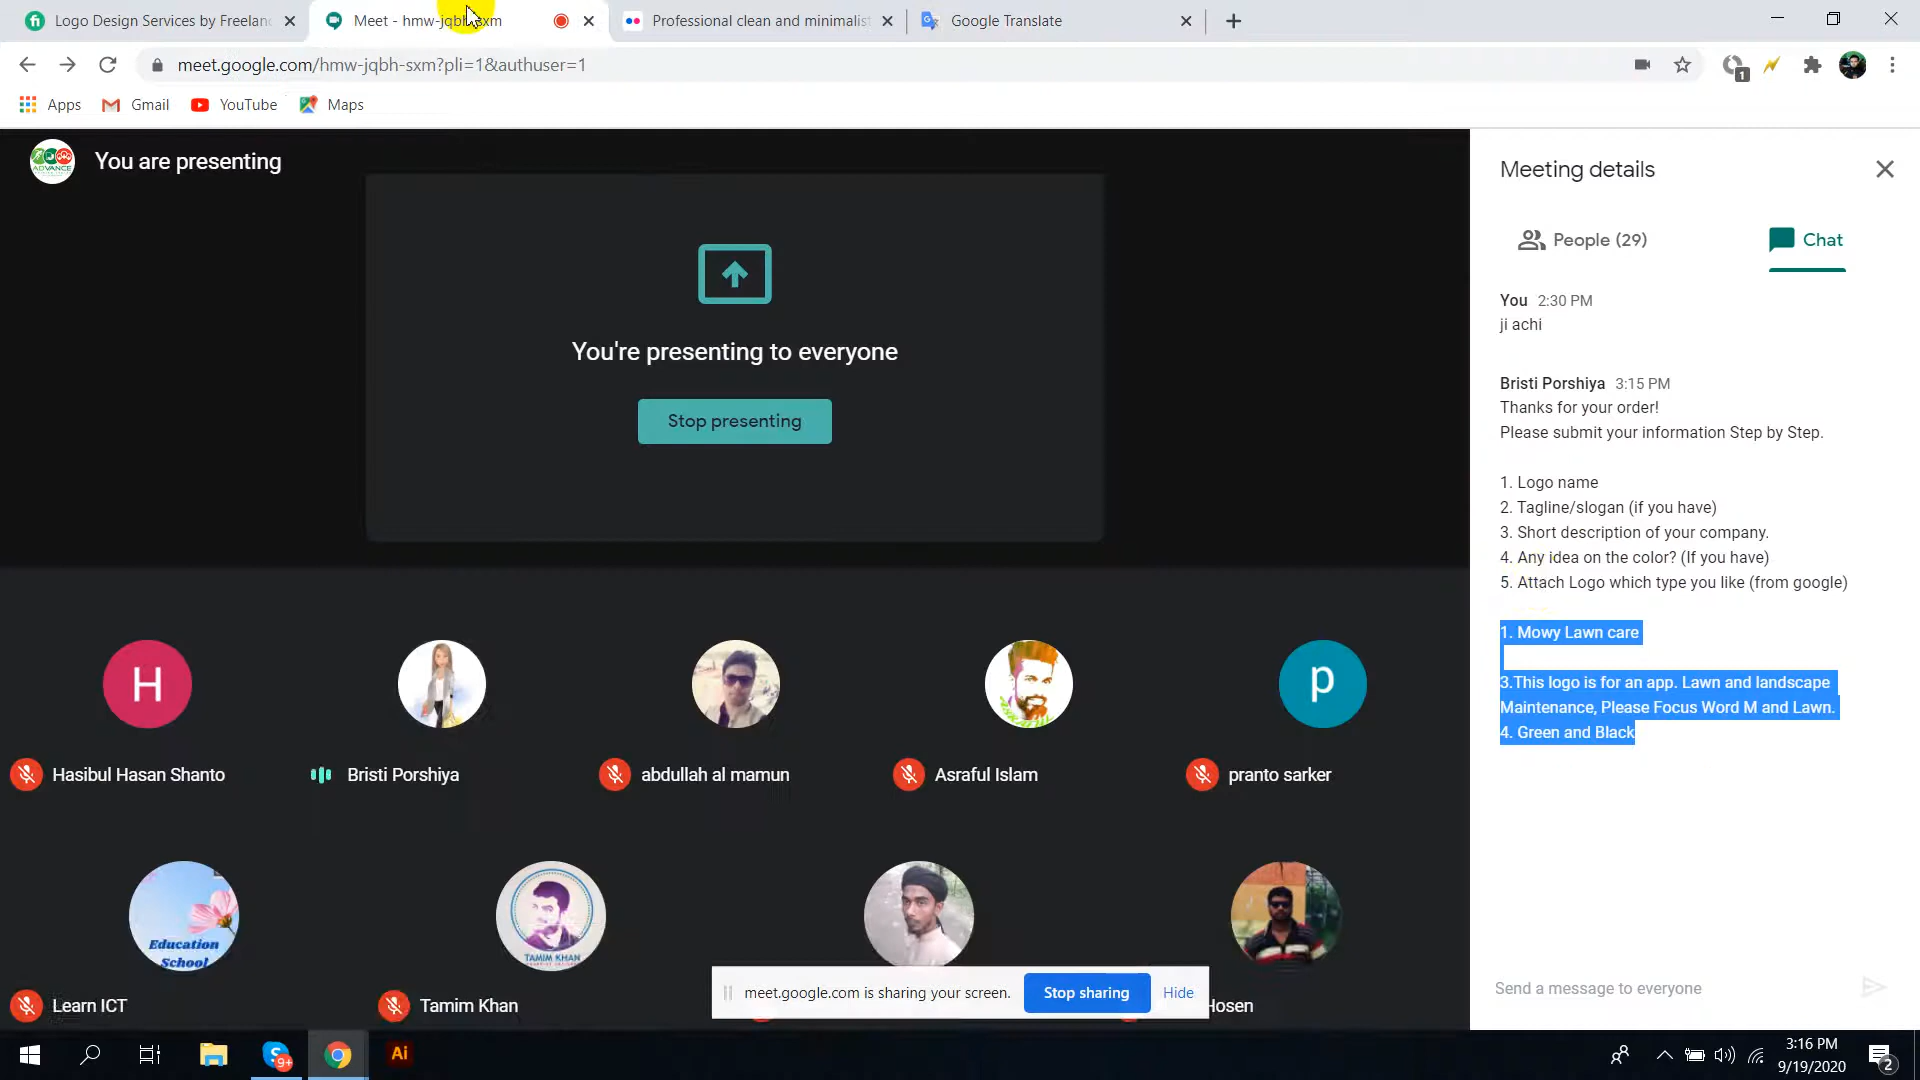 Logo Design Services by Freelan
Meet - hmw-jqbh-sxm
Professional clean and minimalist
Google Translate
meet.google.com/hmw-jqbh-sxm?pli=1&authuser=1
1
Apps
Gmail
YouTube
Maps
ADVANCE
You are presenting
Meeting details
People (29)
Chat
You 2:30 PM
ji achi
Bristi Porshiya 3:15 PM
Thanks for your order!
Please submit your information Step by Step.
1. Logo name
2. Tagline/slogan (if you have)
3. Short description of your company.
4. Any idea on the color? (If you have)
5. Attach Logo which type you like (from google)
1. Mowy Lawn care
3.This logo is for an app. Lawn and landscape
Maintenance, Please Focus Word M and Lawn.
4. Green and Black
You're presenting to everyone
Stop presenting
H
p
Hasibul Hasan Shanto
Bristi Porshiya
abdullah al mamun
Asraful Islam
pranto sarker
Education
School
TAMIM KHAN
Learn ICT
Tamim Khan
Hosen
meet.google.com is sharing your screen.
Stop sharing
Hide
Send a message to everyone
S
9+
Ai
3:16 PM
9/19/2020
2